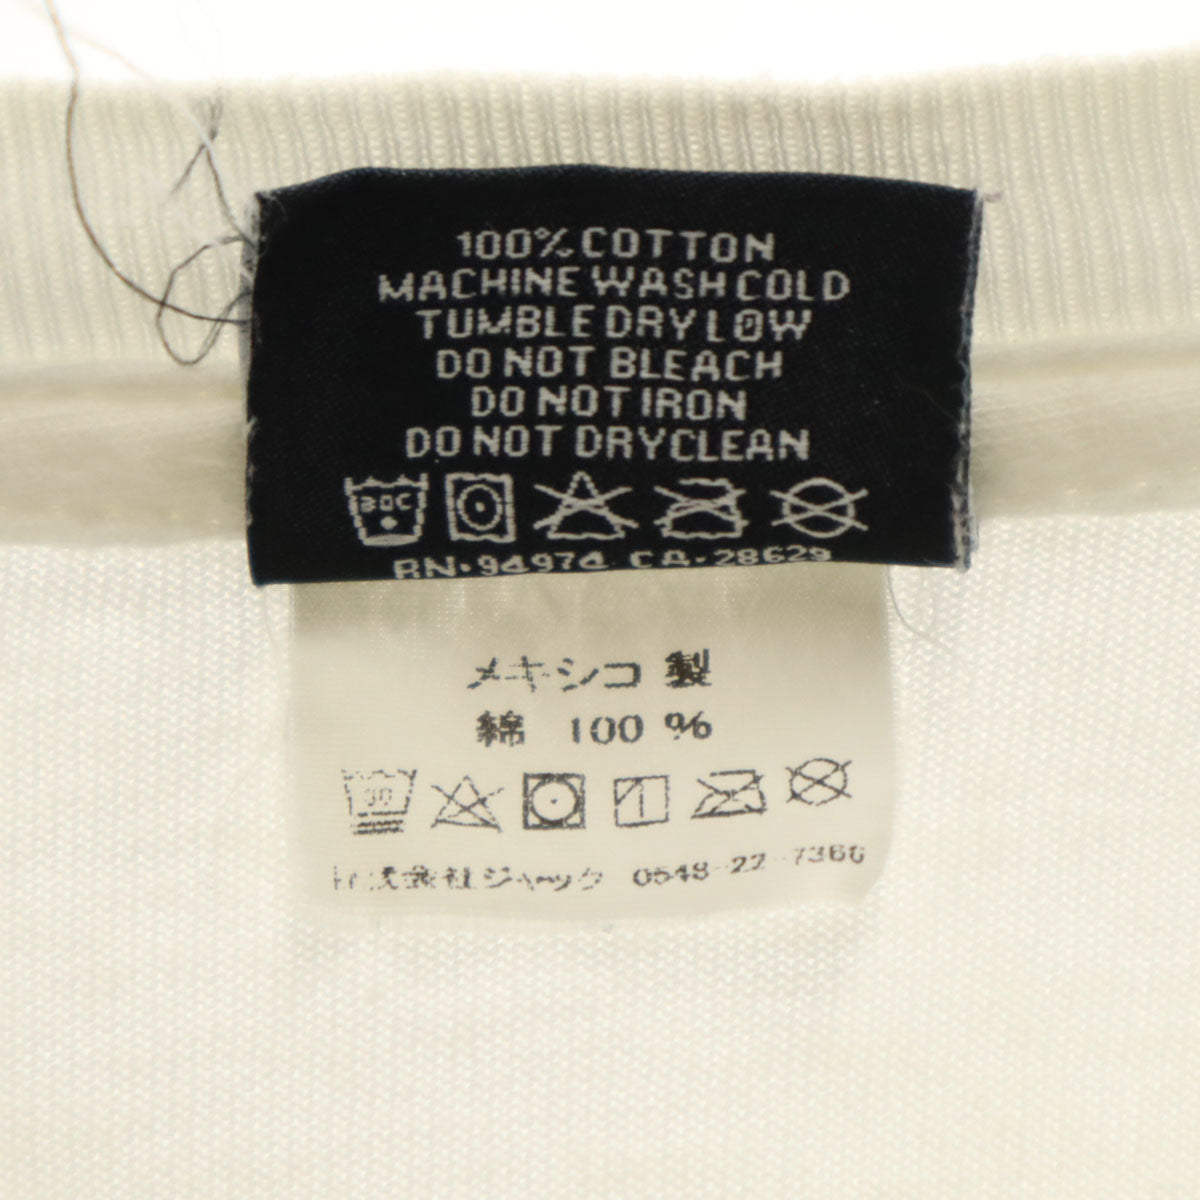 100% COTTON
MACHINE WASH COLD
TUMBLE DRY LOW
DO NOT BLEACH
DO NOT IRON
DO NOT DRYCLEAN
30C
RN·94974 CA·28629
メキシコ 製
綿 100 %
30
株式会社ジャック 0548-22-7366